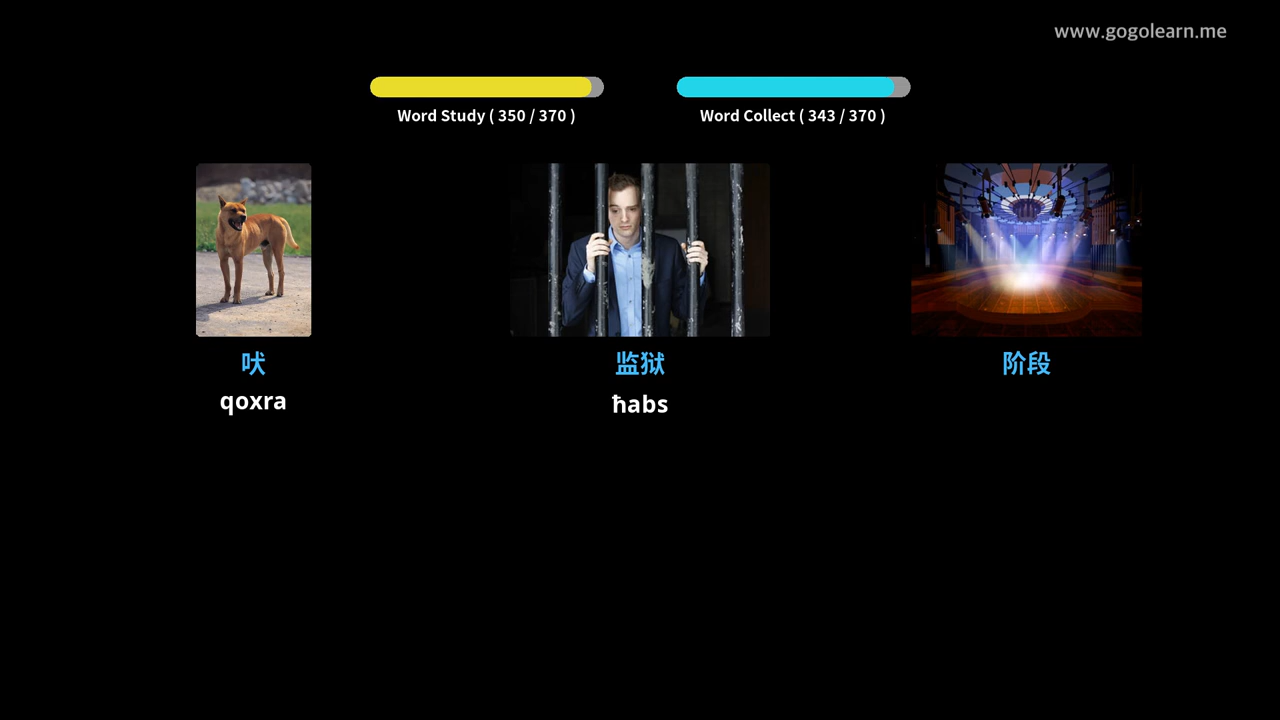 www.gogolearn.me
Word Study ( 350 / 370 )
Word Collect ( 343 / 370 )
吠
监狱
阶段
qoxra
ħabs